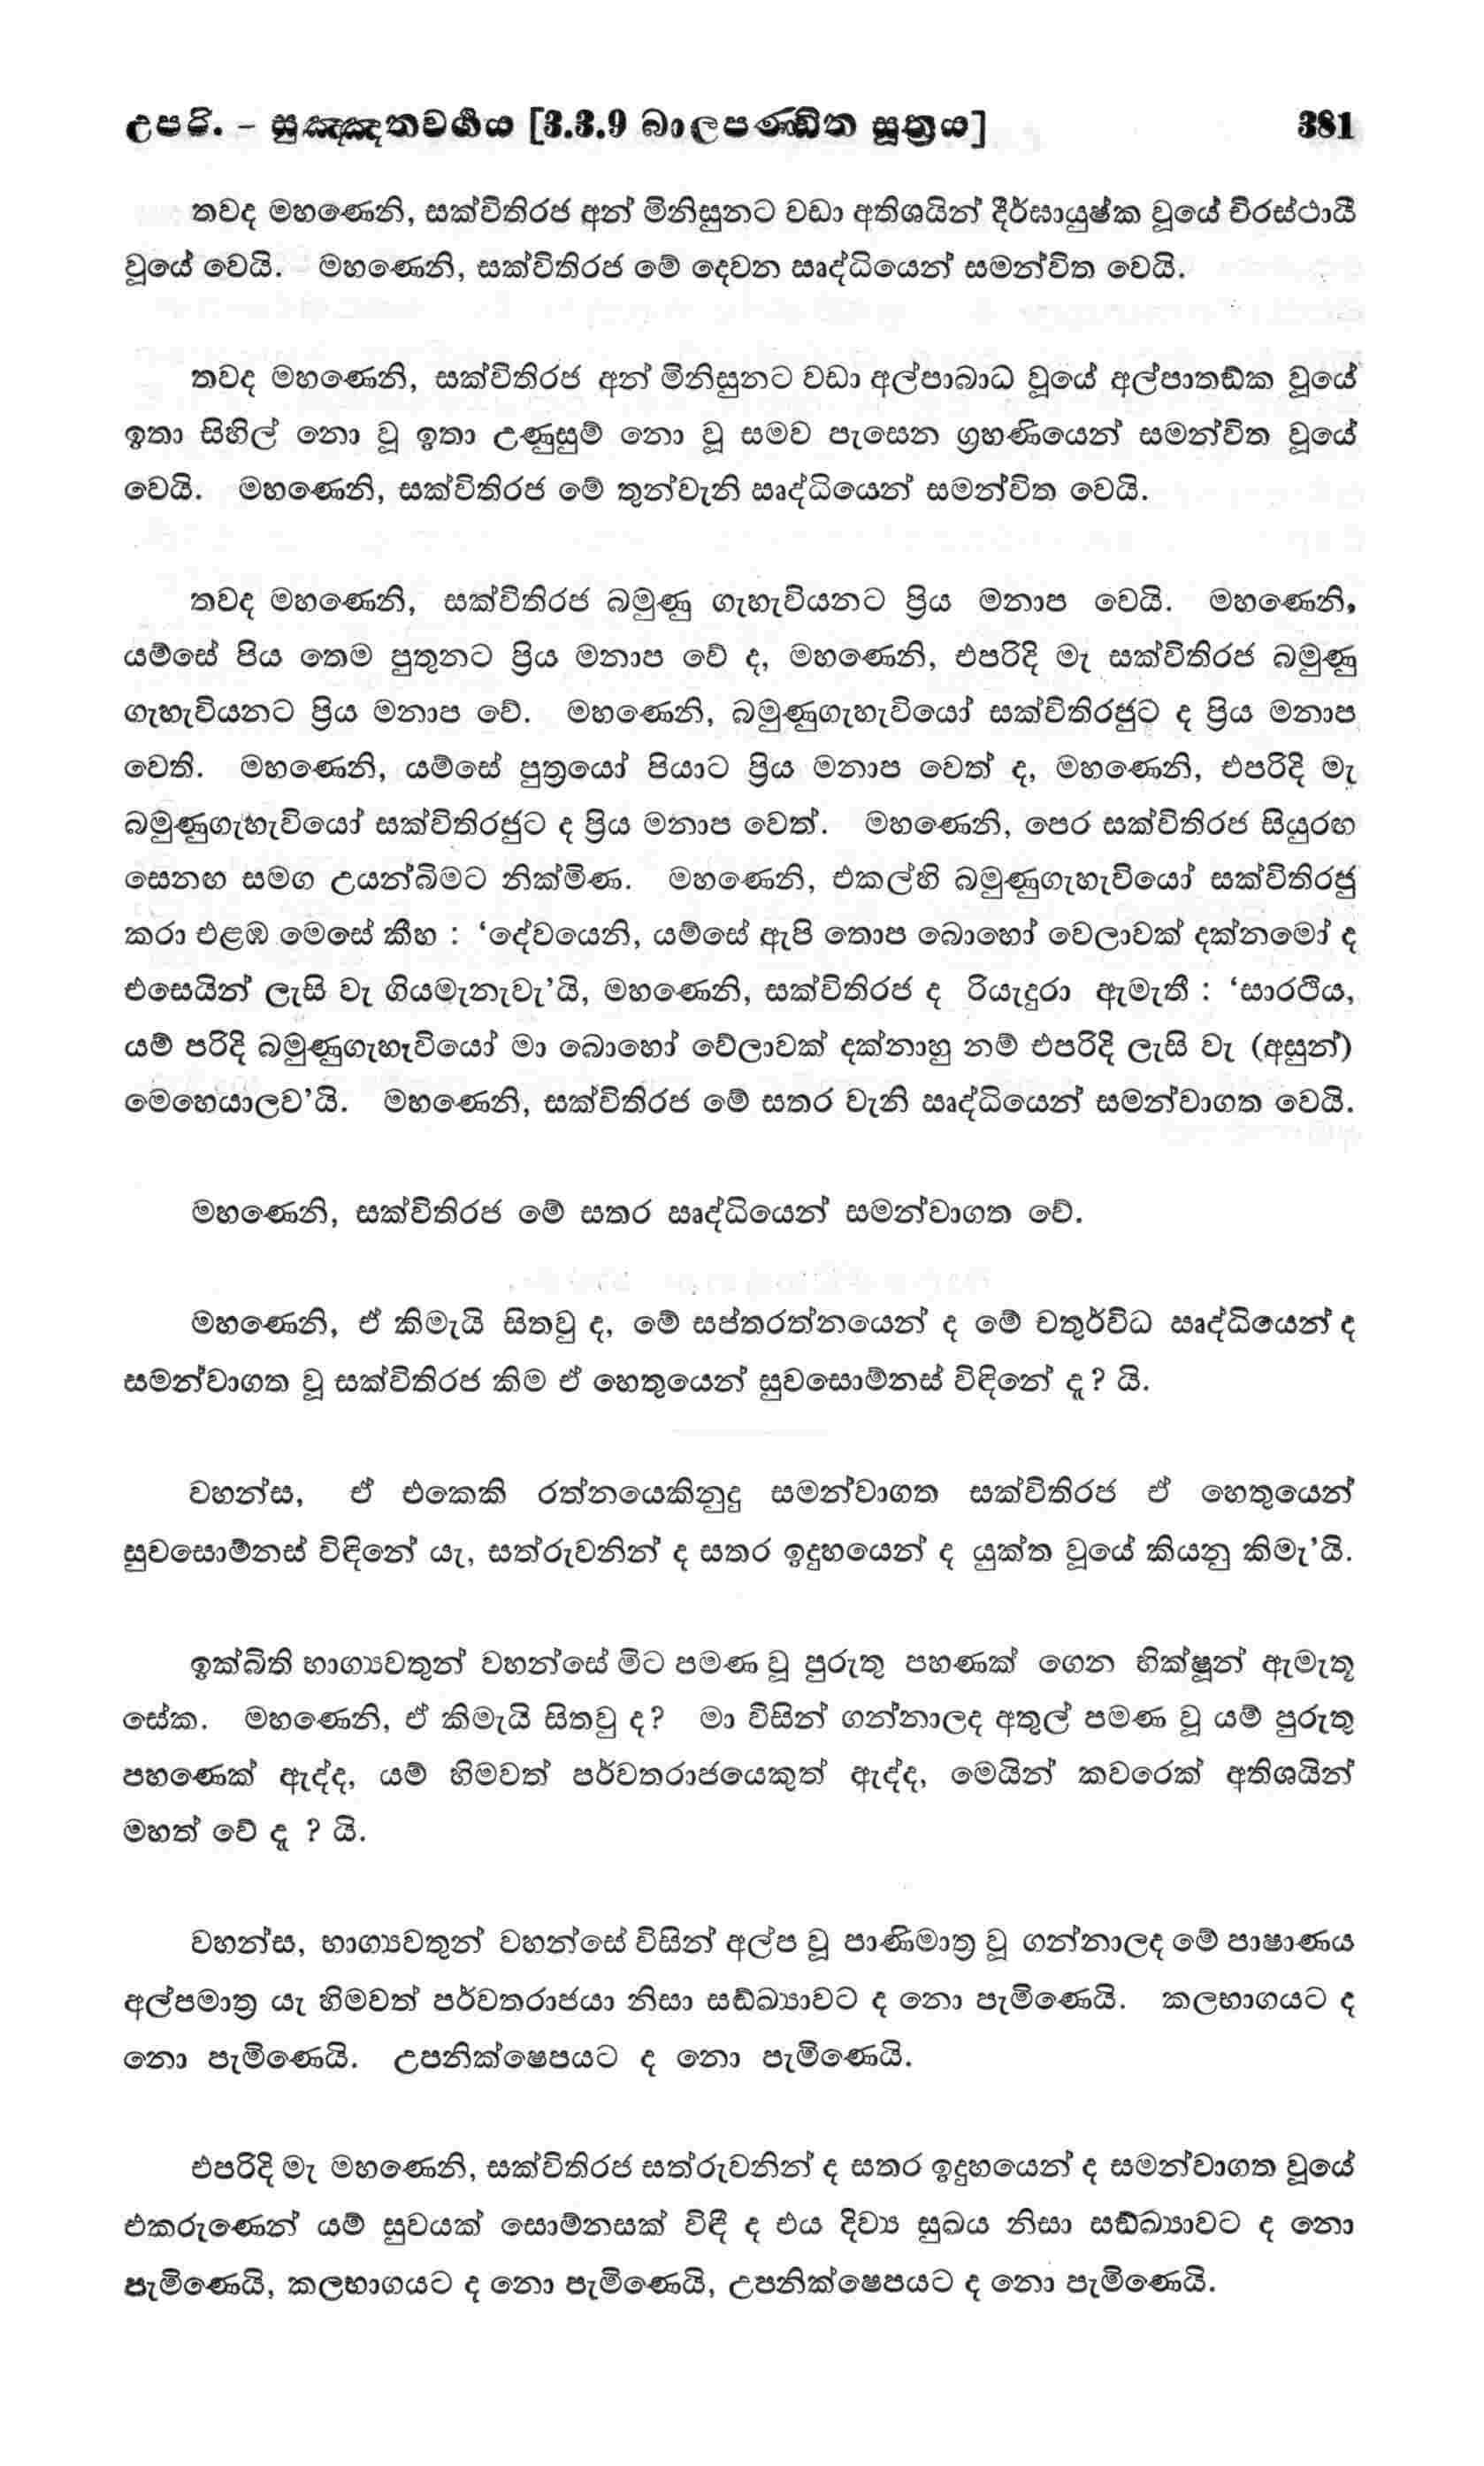 උපරි. - සුඤ්ඤතවර්‍ගය [3.3.9 බාලපණ්ඩිත සූත්‍රය] 381
තවද මහණෙනි, සක්විතිරජ අන් මිනිසුනට වඩා අතිශයින් දීර්ඝායුෂ්ක වූයේ චිරස්ථායී
වූයේ වෙයි. මහණෙනි, සක්විතිරජ මේ දෙවන සෘද්ධියෙන් සමන්විත වෙයි.
තවද මහණෙනි, සක්විතිරජ අන් මිනිසුනට වඩා අල්පාබාධ වූයේ අල්පාතඞ්ක වූයේ
ඉතා සිහිල් නො වූ ඉතා උණුසුම් නො වූ සමව පැසෙන ග්‍රහණියෙන් සමන්විත වූයේ
වෙයි. මහණෙනි, සක්විතිරජ මේ තුන්වැනි සෘද්ධියෙන් සමන්විත වෙයි.
තවද මහණෙනි, සක්විතිරජ බමුණු ගැහැවියනට ප්‍රිය මනාප වෙයි. මහණෙනි,
යම්සේ පිය තෙම පුතුනට ප්‍රිය මනාප වේ ද, මහණෙනි, එපරිදි මැ සක්විතිරජ බමුණු
ගැහැවියනට ප්‍රිය මනාප වේ. මහණෙනි, බමුණුගැහැවියෝ සක්විතිරජුට ද ප්‍රිය මනාප
වෙති. මහණෙනි, යම්සේ පුත්‍රයෝ පියාට ප්‍රිය මනාප වෙත් ද, මහණෙනි, එපරිදි මැ
බමුණුගැහැවියෝ සක්විතිරජුට ද ප්‍රිය මනාප වෙත්. මහණෙනි, පෙර සක්විතිරජ සියුරඟ
සෙනඟ සමග උයන්බිමට නික්මිණ. මහණෙනි, එකල්හි බමුණුගැහැවියෝ සක්විතිරජු
කරා එළඹ මෙසේ කීහ : ‘දේවයෙනි, යම්සේ ඇපි තොප බොහෝ වෙලාවක් දක්නමෝ ද
එසෙයින් ලැසි වැ ගියමැනැවැ’යි, මහණෙනි, සක්විතිරජ ද රියැදුරා ඇමැතී : ‘සාරථිය,
යම් පරිදි බමුණුගැහැවියෝ මා බොහෝ වේලාවක් දක්නාහු නම් එපරිදි ලැසි වැ (අසුන්)
මෙහෙයාලව’යි. මහණෙනි, සක්විතිරජ මේ සතර වැනි සෘද්ධියෙන් සමන්වාගත වෙයි.
මහණෙනි, සක්විතිරජ මේ සතර සෘද්ධියෙන් සමන්වාගත වේ.
මහණෙනි, ඒ කිමැයි සිතවු ද, මේ සප්තරත්නයෙන් ද මේ චතුර්විධ සෘද්ධියෙන් ද
සමන්වාගත වූ සක්විතිරජ කිම ඒ හෙතුයෙන් සුවසොම්නස් විඳිනේ දැ? යි.
වහන්ස, ඒ එකෙකි රත්නයෙකිනුදු සමන්වාගත සක්විතිරජ ඒ හෙතුයෙන්
සුවසොම්නස් විඳිනේ යැ, සත්රුවනින් ද සතර ඉදුහයෙන් ද යුක්ත වූයේ කියනු කිමැ’යි.
ඉක්බිති භාග්‍යවතුන් වහන්සේ මිට පමණ වූ පුරුතු පහණක් ගෙන භික්ෂූන් ඇමැතූ
සේක. මහණෙනි, ඒ කිමැයි සිතවු ද? මා විසින් ගන්නාලද අතුල් පමණ වූ යම් පුරුතු
පහණෙක් ඇද්ද, යම් හිමවත් පර්වතරාජයෙකුත් ඇද්ද, මෙයින් කවරෙක් අතිශයින්
මහත් වේ දැ ? යි.
වහන්ස, භාග්‍යවතුන් වහන්සේ විසින් අල්ප වූ පාණිමාත්‍ර වූ ගන්නාලද මේ පාෂාණය
අල්පමාත්‍ර යැ හිමවත් පර්වතරාජයා නිසා සඞ්ඛ්‍යාවට ද නො පැමිණෙයි. කලභාගයට ද
නො පැමිණෙයි. උපනික්ෂෙපයට ද නො පැමිණෙයි.
එපරිදි මැ මහණෙනි, සක්විතිරජ සත්රුවනින් ද සතර ඉදුහයෙන් ද සමන්වාගත වූයේ
එකරුණෙන් යම් සුවයක් සොම්නසක් විඳී ද එය දිව්‍ය සුඛය නිසා සඞ්ඛ්‍යාවට ද නො
පැමිණෙයි, කලභාගයට ද නො පැමිණෙයි, උපනික්ෂෙපයට ද නො පැමිණෙයි.